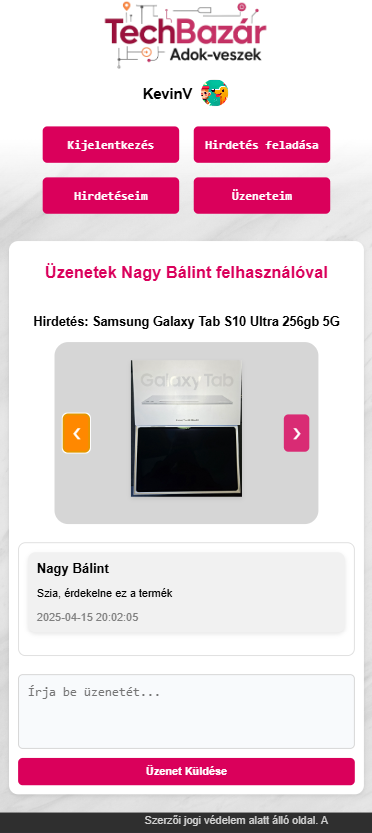 TechBazár
Adok-veszek
KevinV
Kijelentkezés
Hirdetés feladása
Hirdetéseim
Üzeneteim
Üzenetek Nagy Bálint felhasználóval
Hirdetés: Samsung Galaxy Tab S10 Ultra 256gb 5G
Galaxy Tab
Nagy Bálint
Szia, érdekelne ez a termék
2025-04-15 20:02:05
Írja be üzenetét...
Üzenet Küldése
Szerzői jogi védelem alatt álló oldal. A